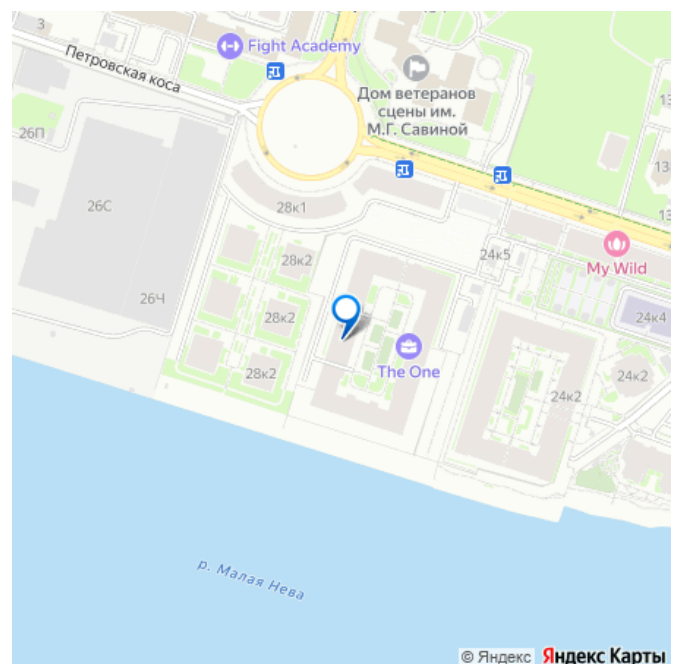 3
Fight Academy
Петровская коса
Дом ветеранов
сцены им.
М.Г. Савиной
26П
13
13
13
26С
28к1
28к2
24к5
My Wild
26Ч
28к2
24к4
The One
28к2
24к2
24к2
р. Малая Нева
© Яндекс Яндекс Карты